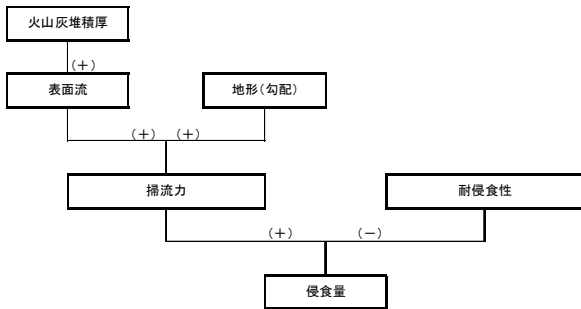 火山灰堆積厚
（＋）
表面流
地形（勾配）
（＋）（＋）
掃流力
耐侵食性
（＋）
（－）
侵食量